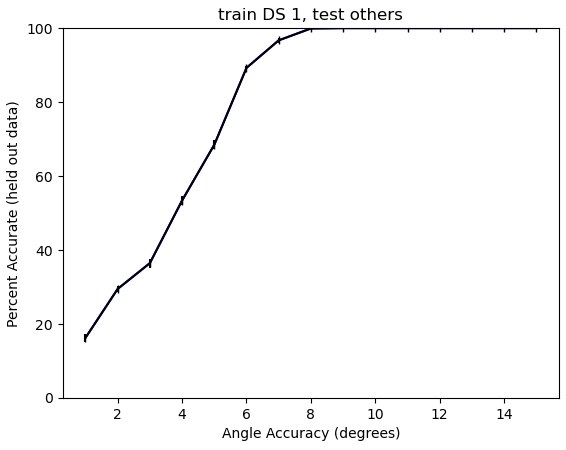 train DS 1, test others
100
80
60
40
20
0
Percent Accurate (held out data)
2 4 6 8 10 12 14
Angle Accuracy (degrees)